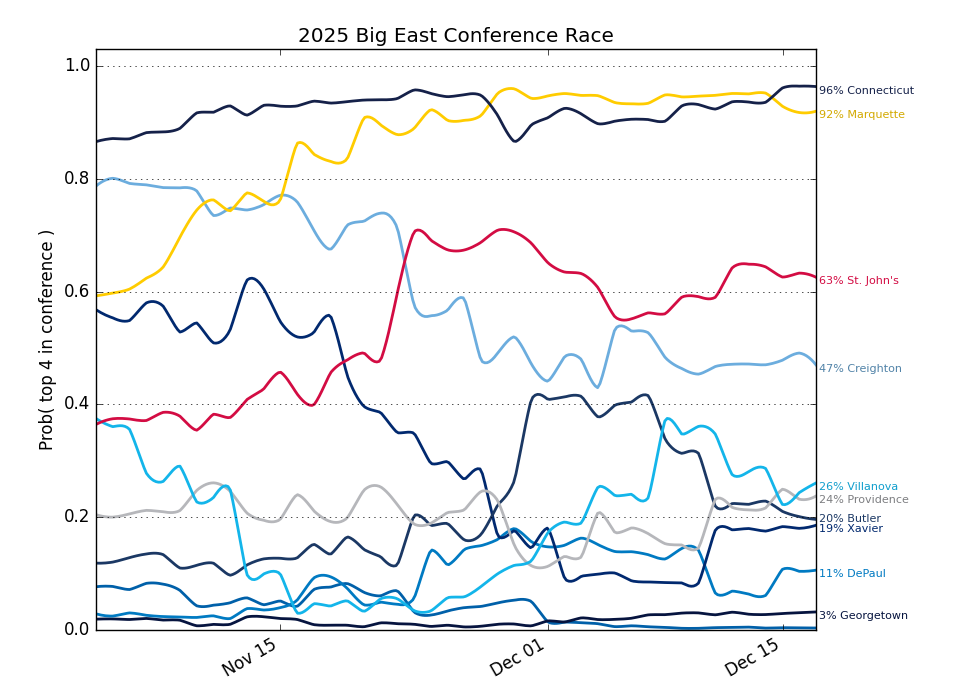 2025 Big East Conference Race
Prob( top 4 in conference )
1.0
0.8
0.6
0.4
0.2
0.0
Nov 15
Dec 01
Dec 15
96% Connecticut
92% Marquette
63% St. John's
47% Creighton
26% Villanova
24% Providence
20% Butler
19% Xavier
11% DePaul
3% Georgetown